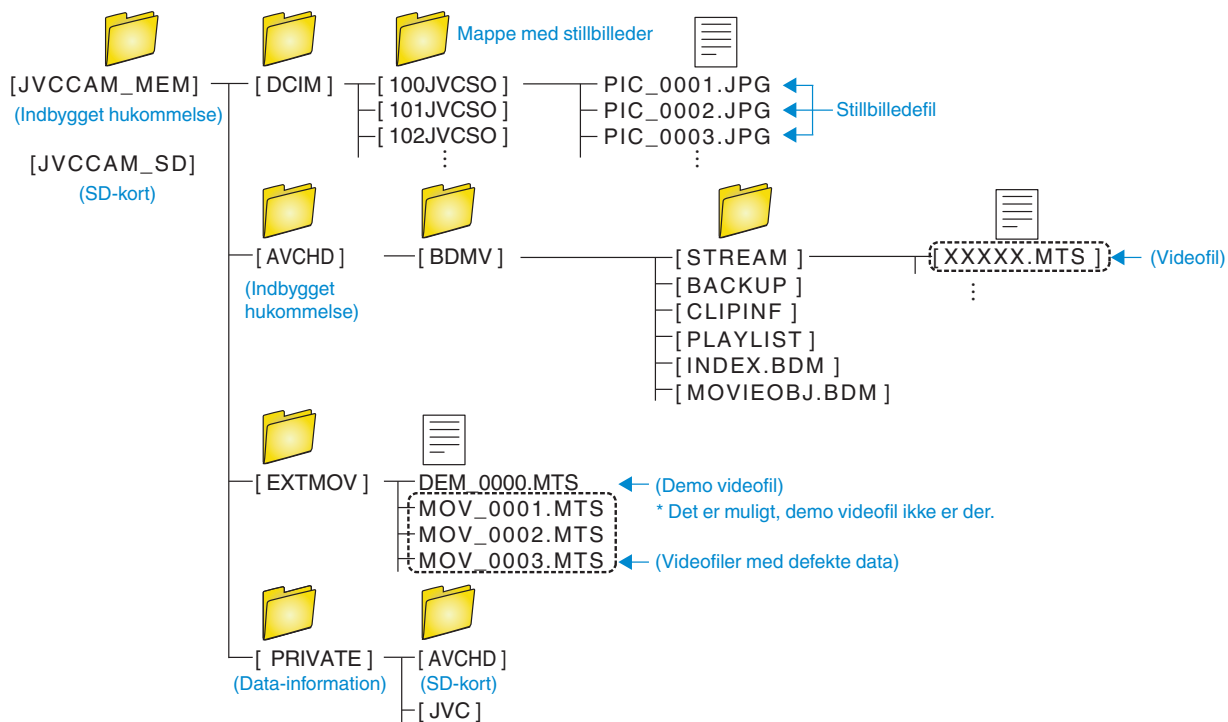 Mappe med stillbilleder
[JVCCAM_MEM]
(Indbygget hukommelse)
[JVCCAM_SD]
(SD-kort)
[ DCIM ]
[ 100JVCSO ]
[ 101JVCSO ]
[ 102JVCSO ]
PIC_0001.JPG
PIC_0002.JPG
PIC_0003.JPG
Stillbilledefil
[ AVCHD ]
(Indbygget
hukommelse)
[ BDMV ]
[ STREAM ]
[ BACKUP ]
[ CLIPINF ]
[ PLAYLIST ]
[ INDEX.BDM ]
[ MOVIEOBJ.BDM ]
[ XXXXX.MTS ]
(Videofil)
[ EXTMOV ]
DEM_0000.MTS
(Demo videofil)
* Det er muligt, demo videofil ikke er der.
MOV_0001.MTS
MOV_0002.MTS
MOV_0003.MTS
(Videofiler med defekte data)
[ PRIVATE ]
(Data-information)
[ AVCHD ]
(SD-kort)
[ JVC ]